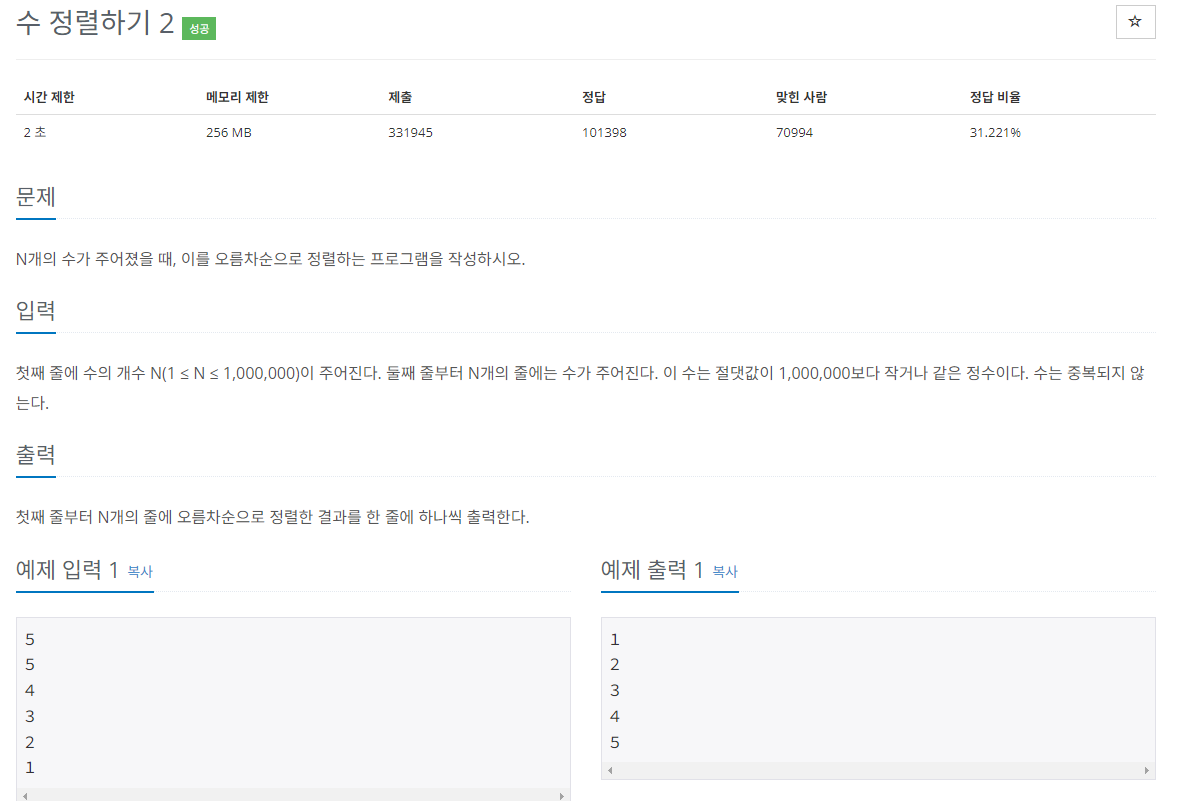 수 정렬하기 2 성공
☆
시간 제한 메모리 제한 제출 정답 맞힌 사람 정답 비율
2 초 256 MB 331945 101398 70994 31.221%
문제
N개의 수가 주어졌을 때, 이를 오름차순으로 정렬하는 프로그램을 작성하시오.
입력
첫째 줄에 수의 개수 N(1 ≤ N ≤ 1,000,000)이 주어진다. 둘째 줄부터 N개의 줄에는 수가 주어진다. 이 수는 절댓값이 1,000,000보다 작거나 같은 정수이다. 수는 중복되지 않
는다.
출력
첫째 줄부터 N개의 줄에 오름차순으로 정렬한 결과를 한 줄에 하나씩 출력한다.
예제 입력 1 복사
5
5
4
3
2
1
예제 출력 1 복사
1
2
3
4
5